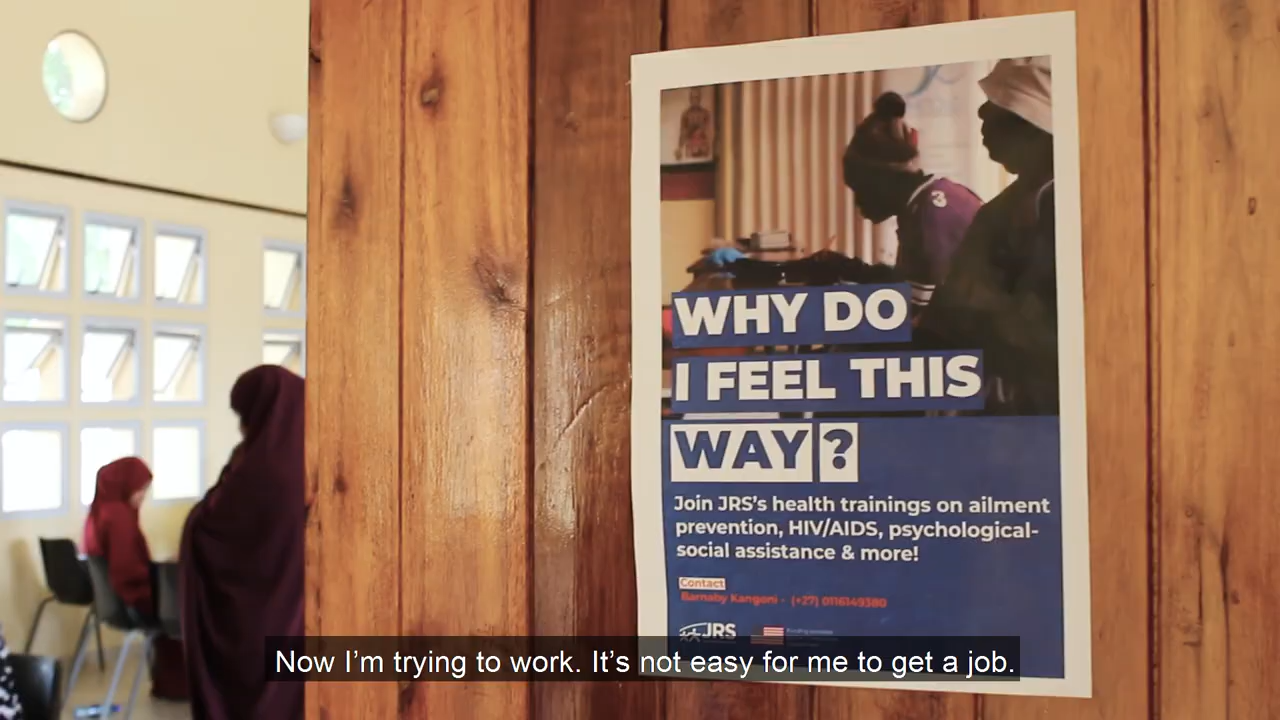 3
WHY DO
I FEEL THIS
WAY?
Join JRS's health trainings on ailment
prevention, HIV/AIDS, psychological-
social assistance & more!
Contact
Barnaby Kangoni - (+27) 0116149380
JRS
Now I'm trying to work. It's not easy for me to get a job.